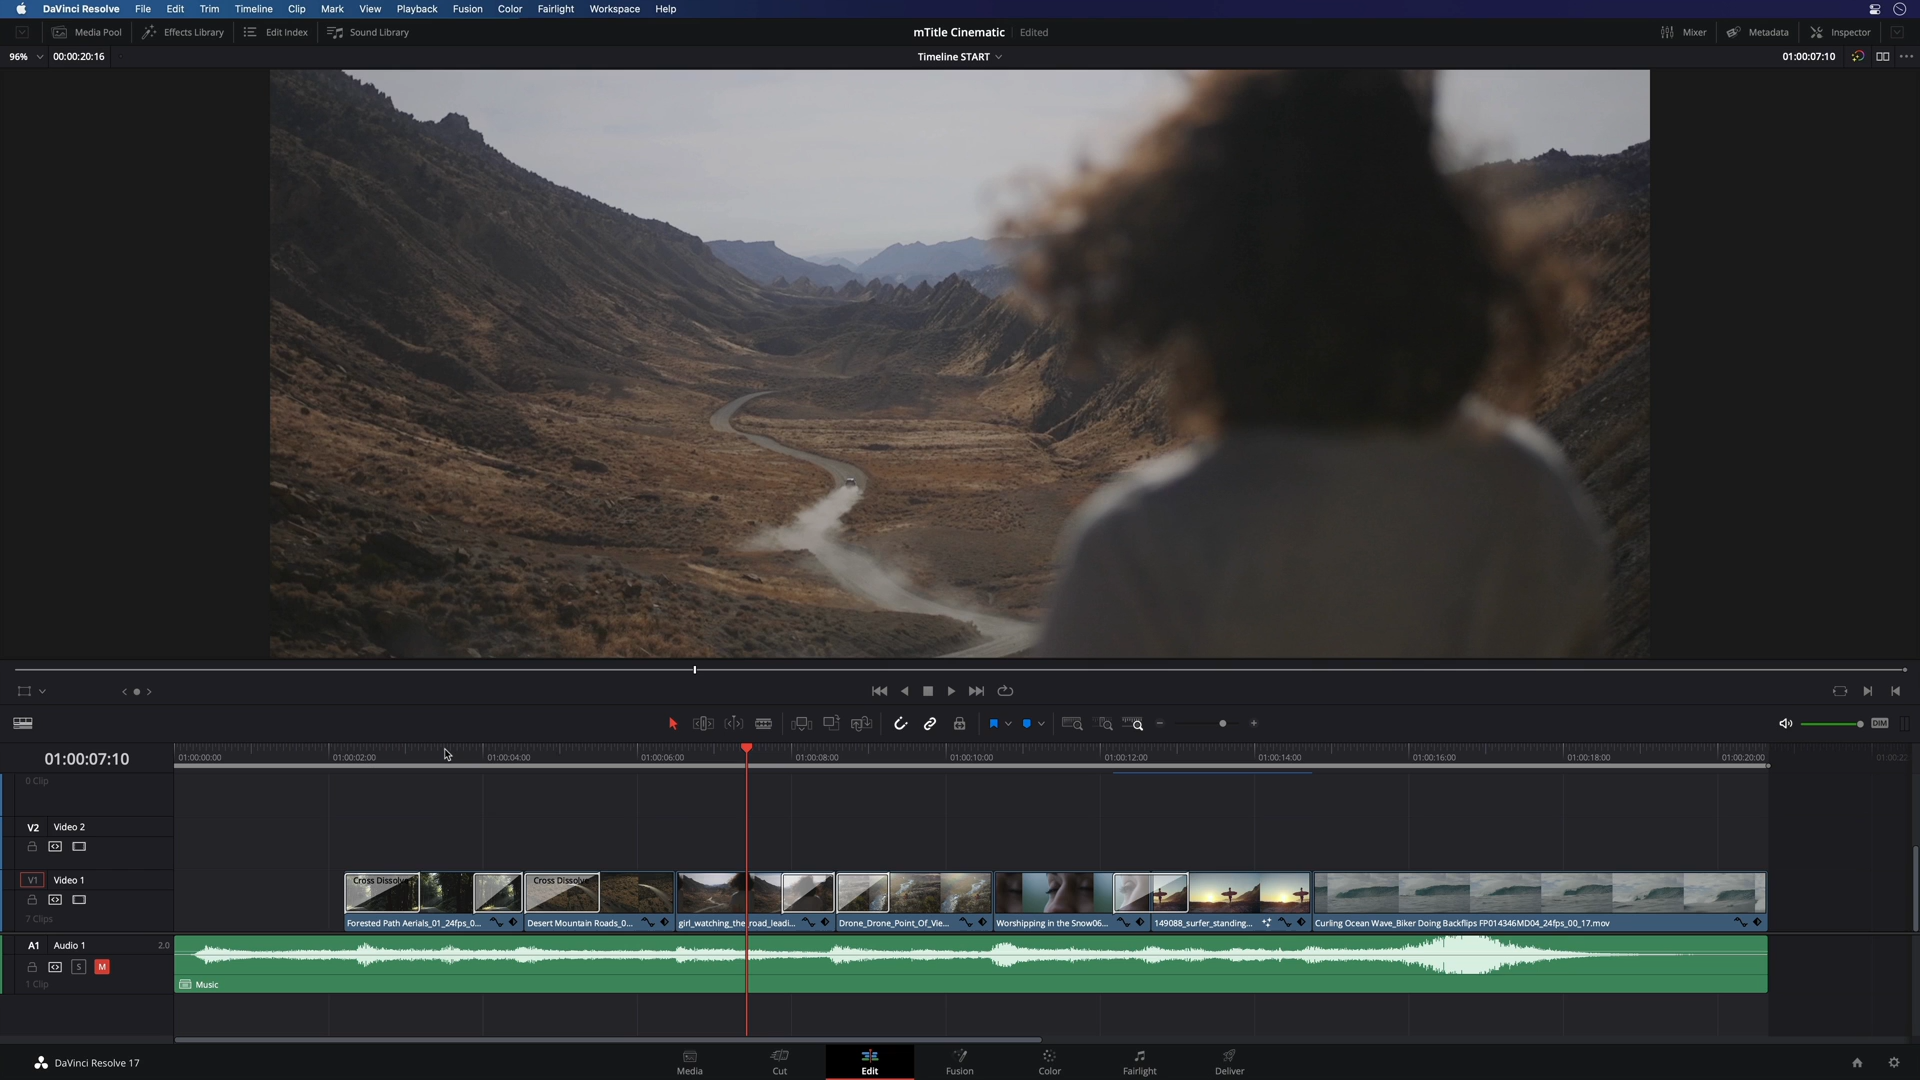 DaVinci Resolve File Edit Trim Timeline Clip Mark View Playback Fusion Color Fairlight Workspace Help
Media Pool Effects Library Edit Index Sound Library mTitle Cinematic Edited Mixer Metadata Inspector
96% 00:00:20:16 Timeline START 01:00:07:10
DIM
01:00:07:10 01:00:00:00 01:00:02:00 01:00:04:00 01:00:06:00 01:00:08:00 01:00:10:00 01:00:12:00 01:00:14:00 01:00:16:00 01:00:18:00 01:00:20:00 01:00:22
0 Clip
V2 Video 2
V1 Video 1 Cross Dissolve Cross Dissolve
7 Clips Forested Path Aerials_01_24fps_0... Desert Mountain Roads_0... girl_watching_the_road_leadi... Drone_Drone_Point_Of_Vie... Worshipping in the Snow06... 149088_surfer_standing... Curling Ocean Wave_Biker Doing Backflips FP014346MD04_24fps_00_17.mov
A1 Audio 1 2.0
S M
1 Clip Music
DaVinci Resolve 17 Media Cut Edit Fusion Color Fairlight Deliver